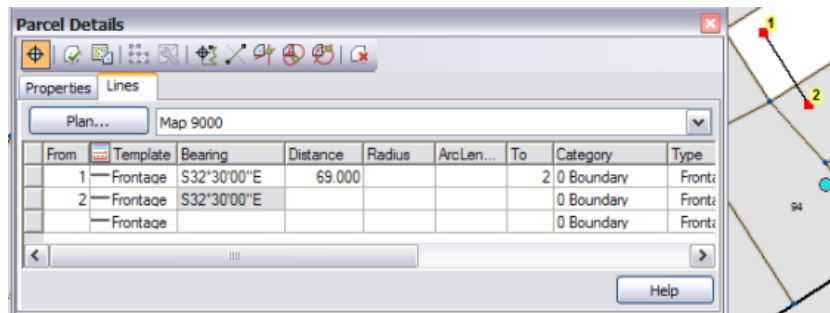 Parcel Details
1
Properties Lines
2
Plan... Map 9000
From Template Bearing Distance Radius ArcLen... To Category Type
1 Frontage S32°30'00"E 69.000 2 0 Boundary Fronta
2 Frontage S32°30'00"E 0 Boundary Fronta
Frontage 0 Boundary Fronta
94
Help